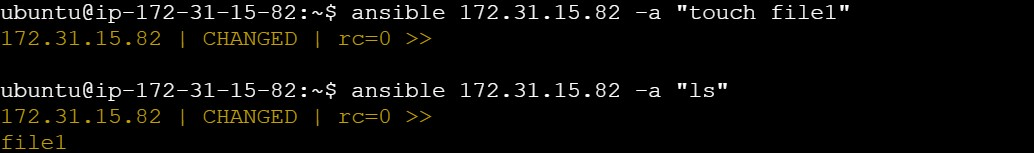 ubuntu@ip-172-31-15-82:~$ ansible 172.31.15.82 -a "touch file1"
172.31.15.82 | CHANGED | rc=0 >>
ubuntu@ip-172-31-15-82:~$ ansible 172.31.15.82 -a "ls"
172.31.15.82 | CHANGED | rc=0 >>
file1